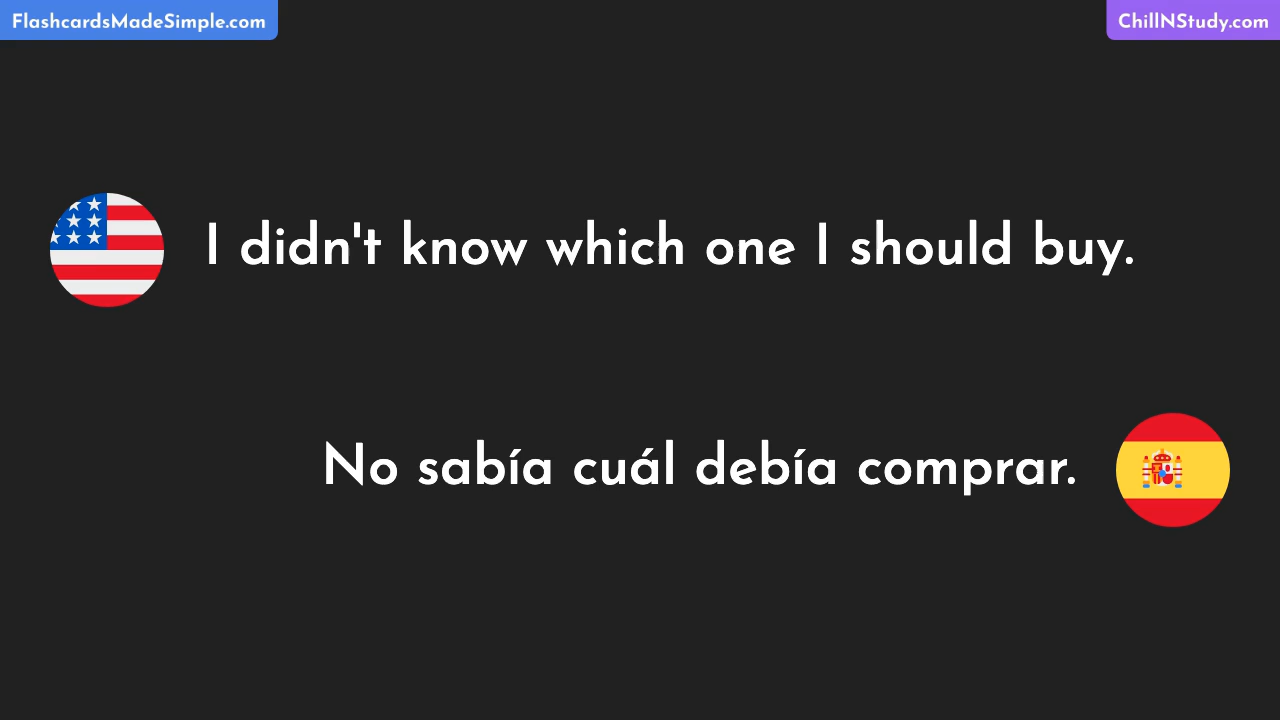 FlashcardsMadeSimple.com
ChillNStudy.com
I didn't know which one I should buy.
No sabía cuál debía comprar.